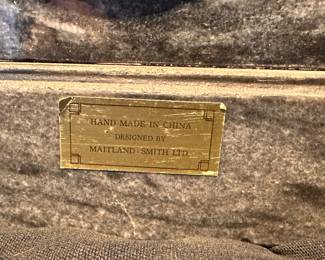 HAND MADE IN CHINA
DESIGNED BY
MAITLAND-SMITH LTD.